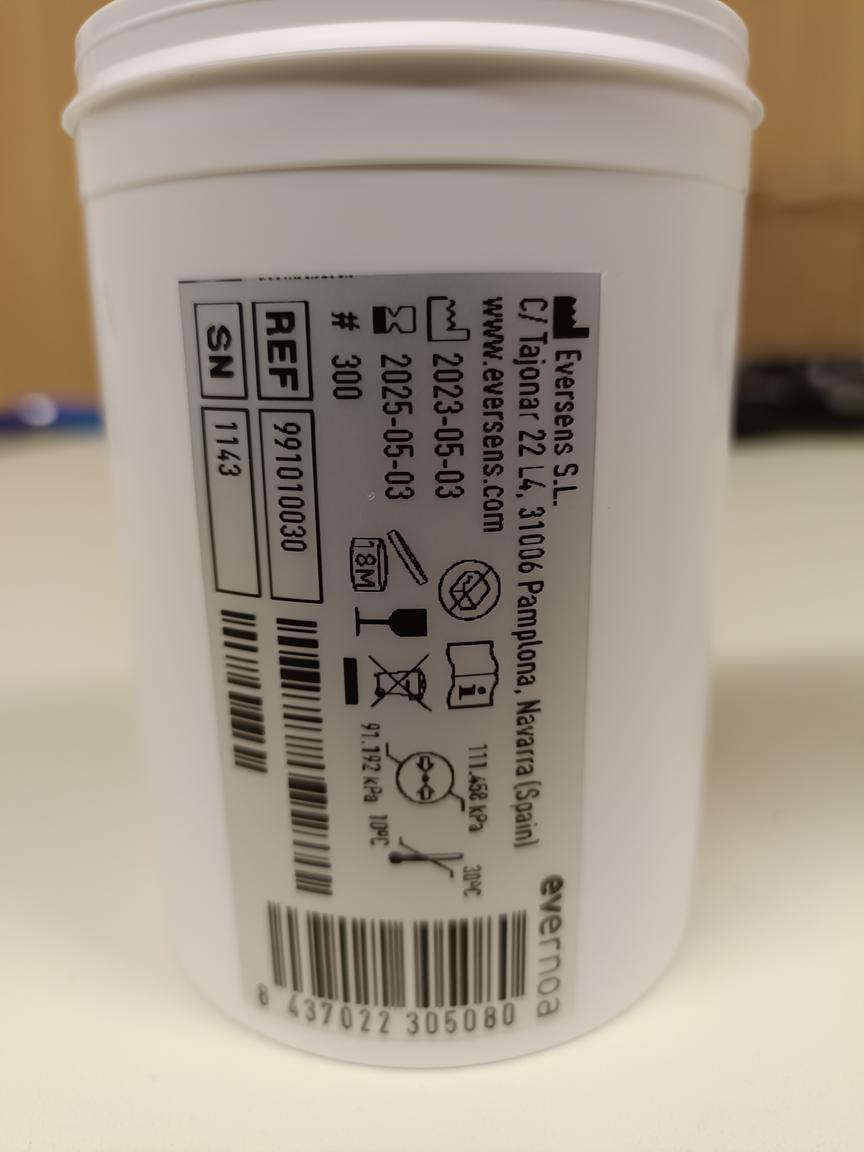 Eversens S.L.
C/ Tajonar 22 L4, 31006 Pamplona, Navarra (Spain)
www.eversens.com
2023-05-03
2025-05-03
# 300
18M
111.458 kPa
91.192 kPa
30ºC
10ºC
REF 991010030
SN 1143
evernoa
8 437022 305080